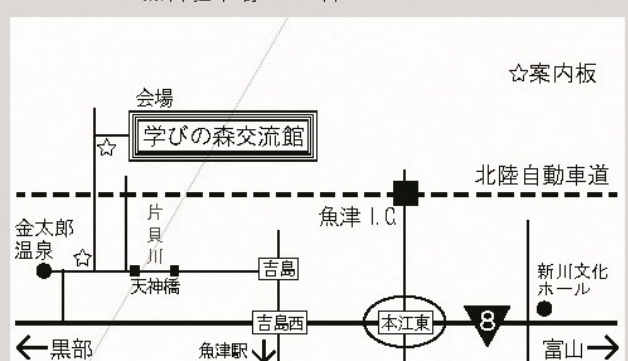 ☆案内板
会場
学びの森交流館
☆
北陸自動車道
魚津 I.C.
片貝川
金太郎
温泉
☆
天神橋
吉島
新川文化
ホール
吉島西
本江東
8
←黒部
魚津駅↓
富山→